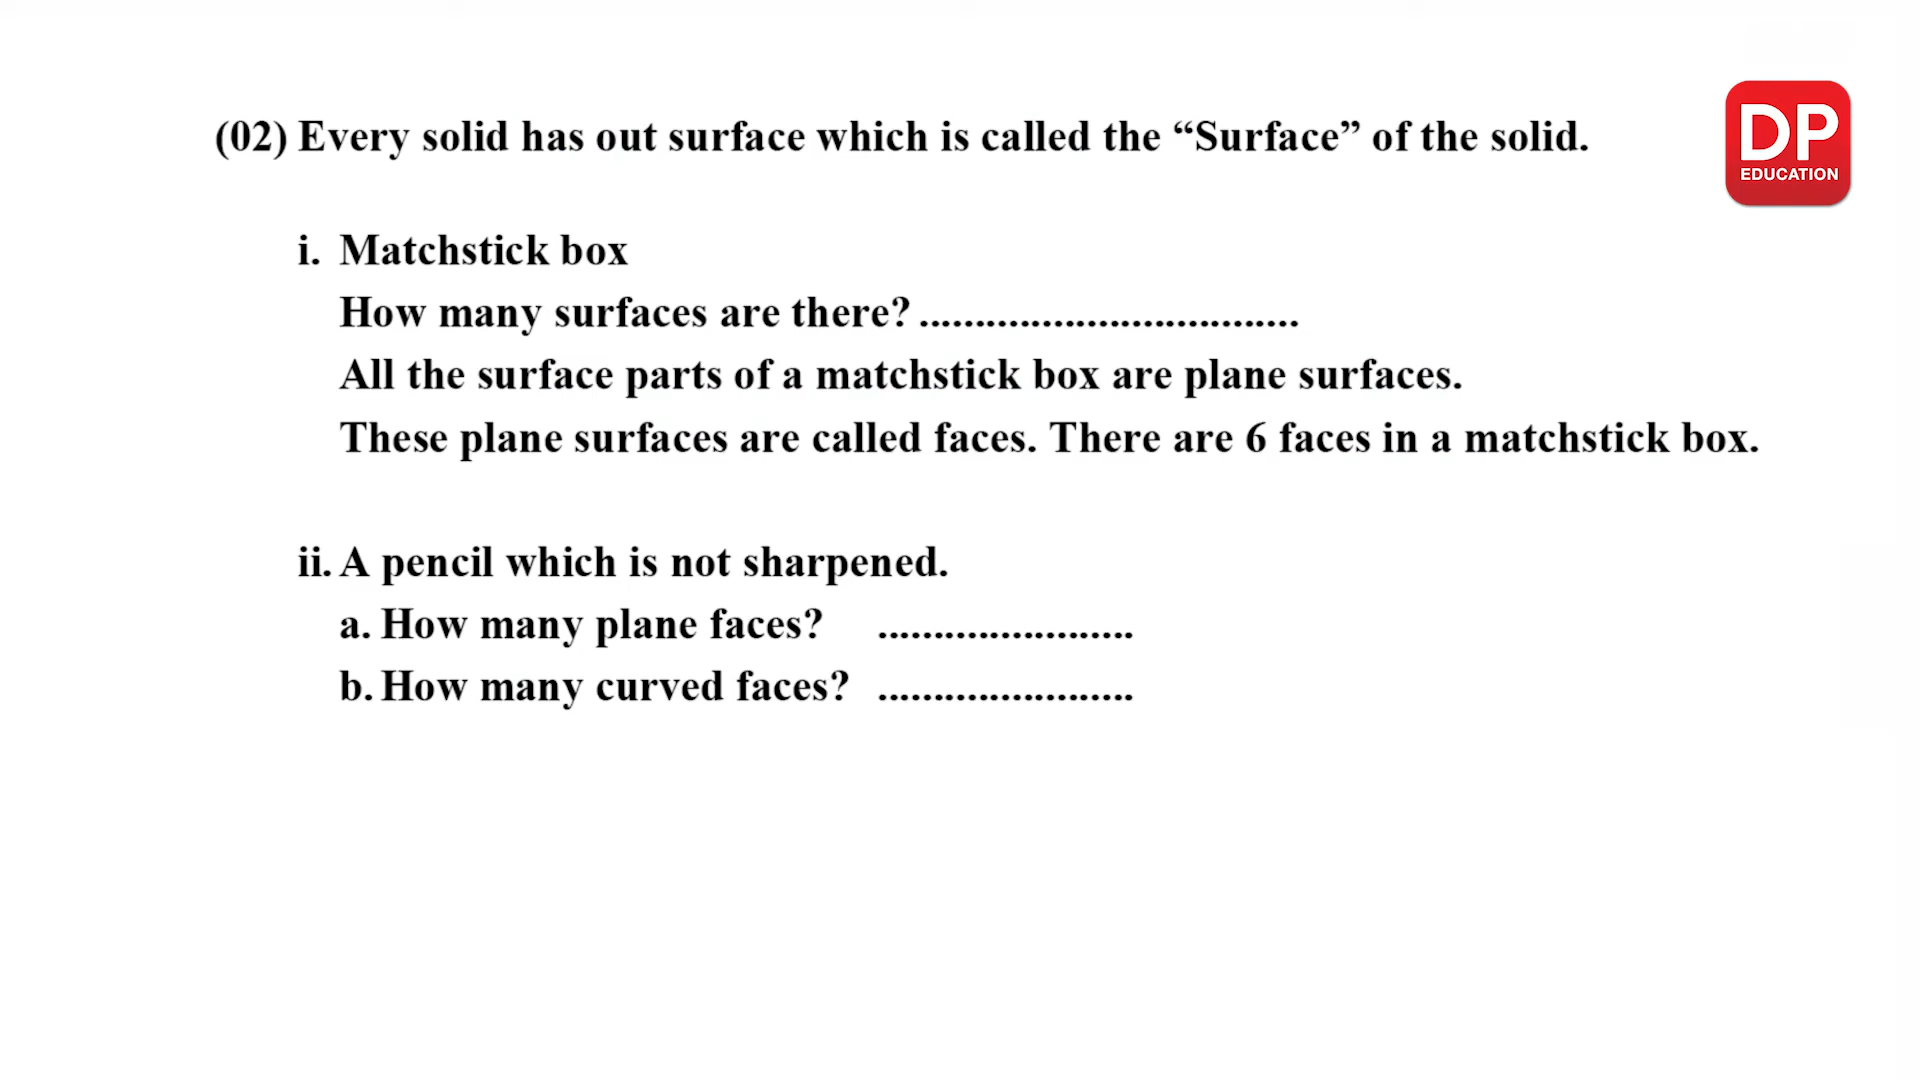 (02) Every solid has out surface which is called the “Surface” of the solid.
DP
EDUCATION
i. Matchstick box
How many surfaces are there? ..................................
All the surface parts of a matchstick box are plane surfaces.
These plane surfaces are called faces. There are 6 faces in a matchstick box.
ii. A pencil which is not sharpened.
a. How many plane faces? .......................
b. How many curved faces? .......................